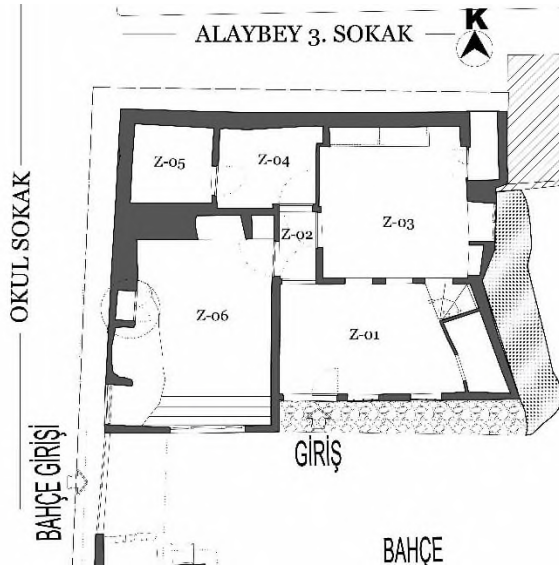 K
ALAYBEY 3. SOKAK
OKUL SOKAK
Z-05
Z-04
Z-03
Z-02
Z-06
Z-01
GİRİŞ
BAHÇE GİRİŞİ
BAHÇE